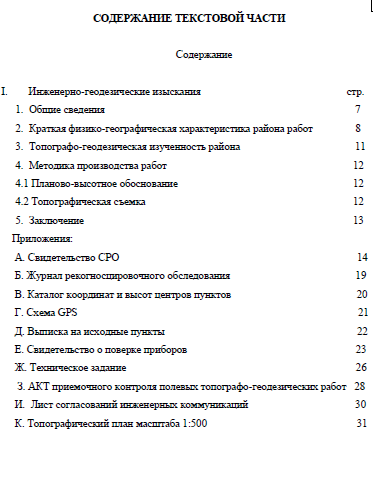 СОДЕРЖАНИЕ ТЕКСТОВОЙ ЧАСТИ
Содержание
I. Инженерно-геодезические изыскания стр.
1. Общие сведения 7
2. Краткая физико-географическая характеристика района работ 8
3. Топографо-геодезическая изученность района 11
4. Методика производства работ 12
4.1 Планово-высотное обоснование 12
4.2 Топографическая съемка 12
5. Заключение 13
Приложения:
А. Свидетельство СРО 14
Б. Журнал рекогносцировочного обследования 19
В. Каталог координат и высот центров пунктов 20
Г. Схема GPS 21
Д. Выписка на исходные пункты 22
Е. Свидетельство о поверке приборов 23
Ж. Техническое задание 26
З. АКТ приемочного контроля полевых топографо-геодезических работ 28
И. Лист согласований инженерных коммуникаций 30
К. Топографический план масштаба 1:500 31